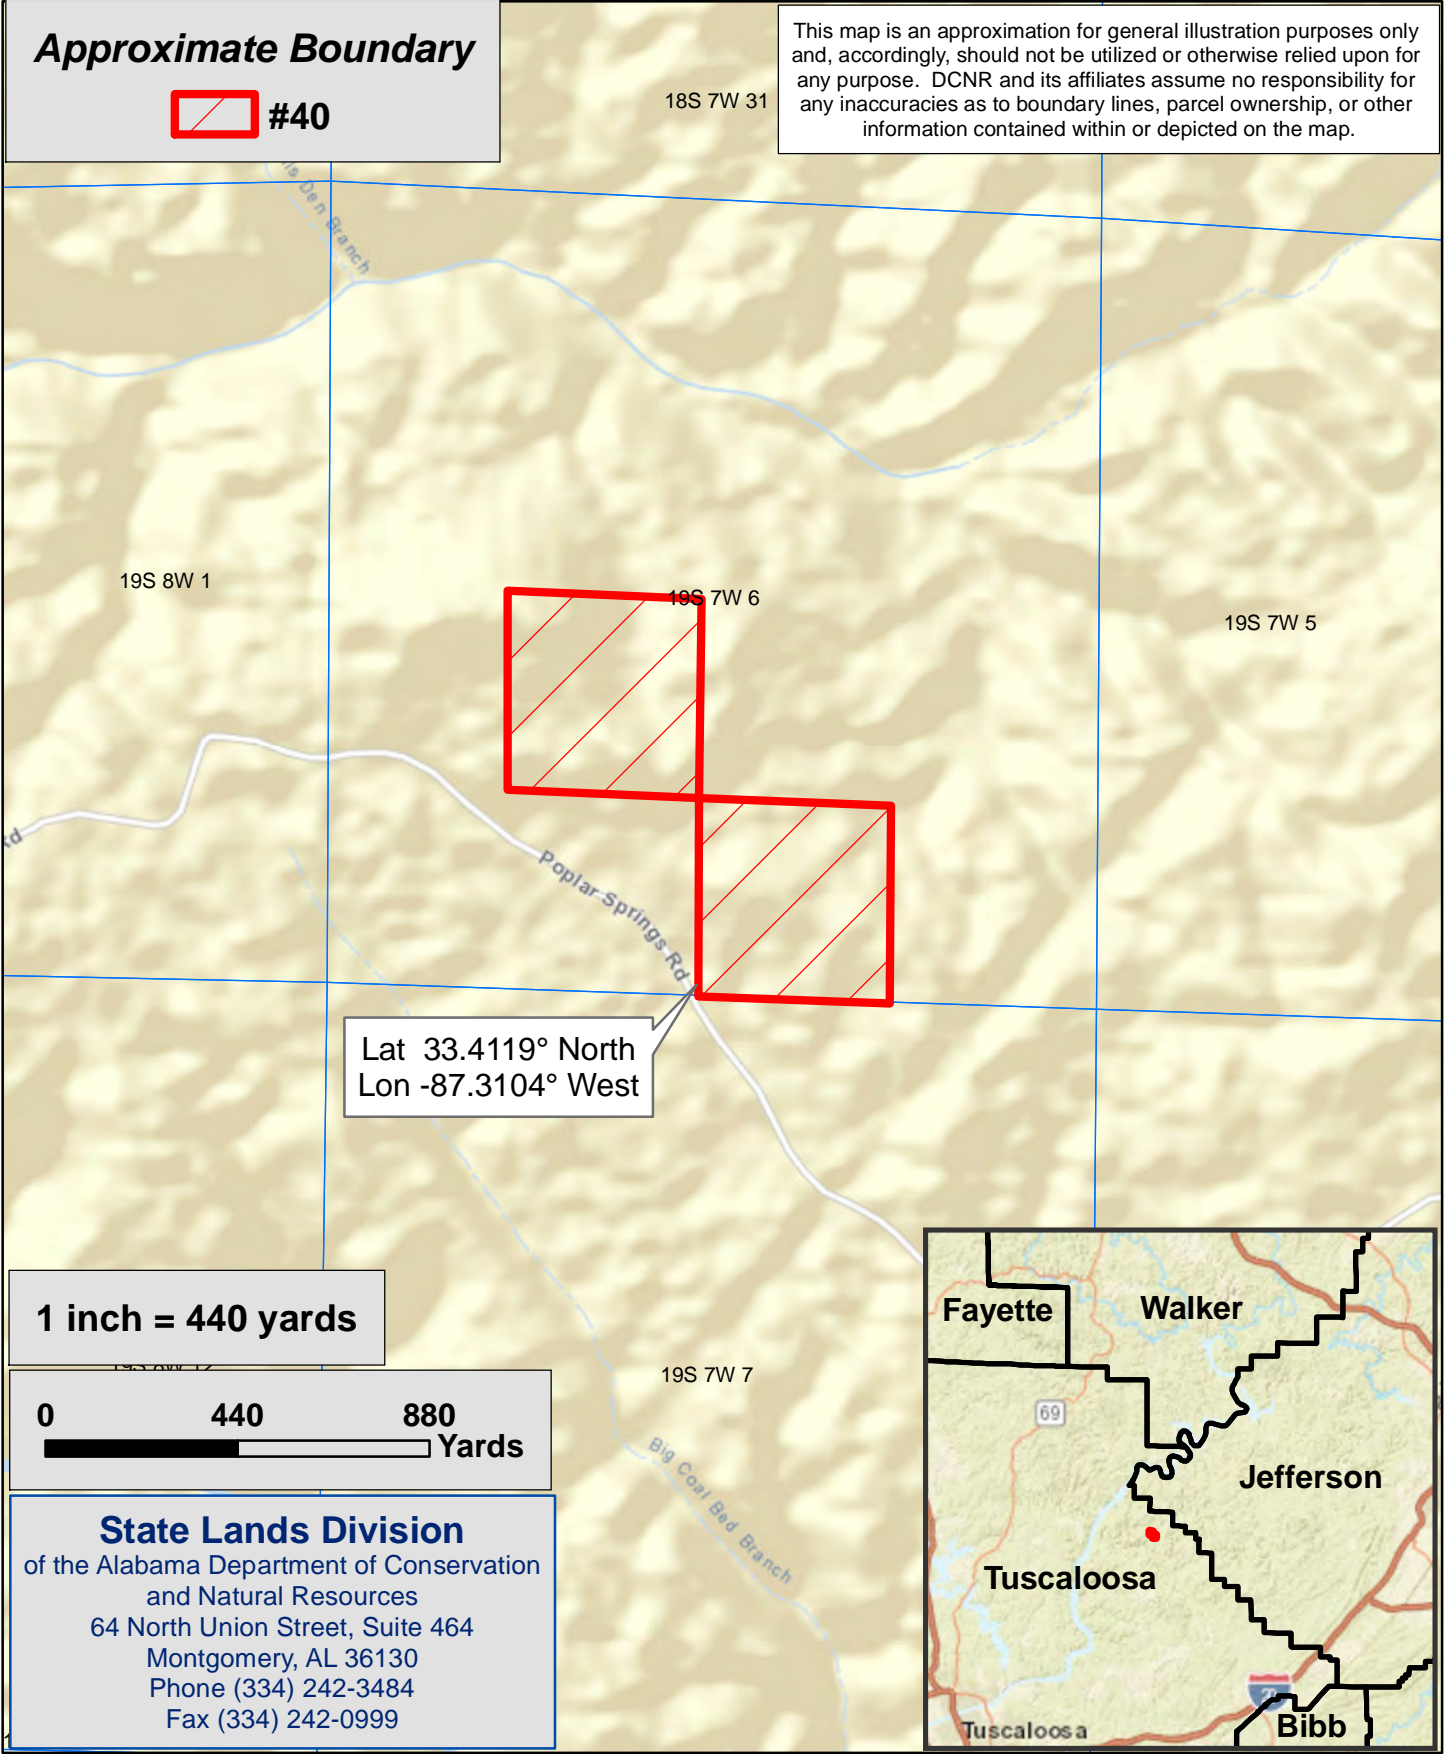 Approximate Boundary
#40
This map is an approximation for general illustration purposes only
and, accordingly, should not be utilized or otherwise relied upon for
any purpose. DCNR and its affiliates assume no responsibility for
any inaccuracies as to boundary lines, parcel ownership, or other
information contained within or depicted on the map.
18S 7W 31
Den Branch
19S 8W 1
19S 7W 6
19S 7W 5
Rd
Poplar Springs Rd
Lat 33.4119° North
Lon -87.3104° West
1 inch = 440 yards
19S 8W 12
0 440 880
Yards
19S 7W 7
Big Coal Bed Branch
State Lands Division
of the Alabama Department of Conservation
and Natural Resources
64 North Union Street, Suite 464
Montgomery, AL 36130
Phone (334) 242-3484
Fax (334) 242-0999
Fayette
Walker
69
Jefferson
Tuscaloosa
Tuscaloosa
Bibb